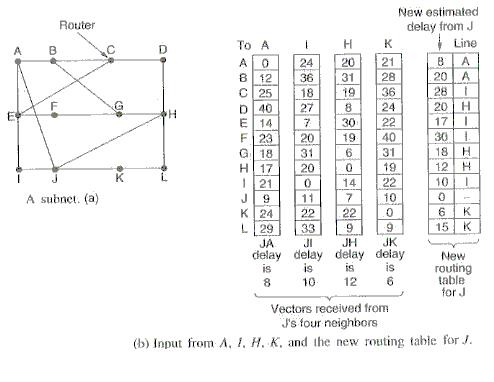 Router
A B C D
E F G H
I J K L
A subnet. (a)
New estimated
delay from J
To A I H K Line
A 0 24 20 21 8 A
B 12 36 31 28 20 A
C 25 18 19 36 28 I
D 40 27 8 24 20 H
E 14 7 30 22 17 I
F 23 20 19 40 30 I
G 18 31 6 31 18 H
H 17 20 0 19 12 H
I 21 0 14 22 10 I
J 9 11 7 10 0 –
K 24 22 22 0 6 K
L 29 33 9 9 15 K
JA JI JH JK
delay delay delay delay
is is is is
8 10 12 6
New
routing
table
for J
Vectors received from
J's four neighbors
(b) Input from A, I, H, K, and the new routing table for J.